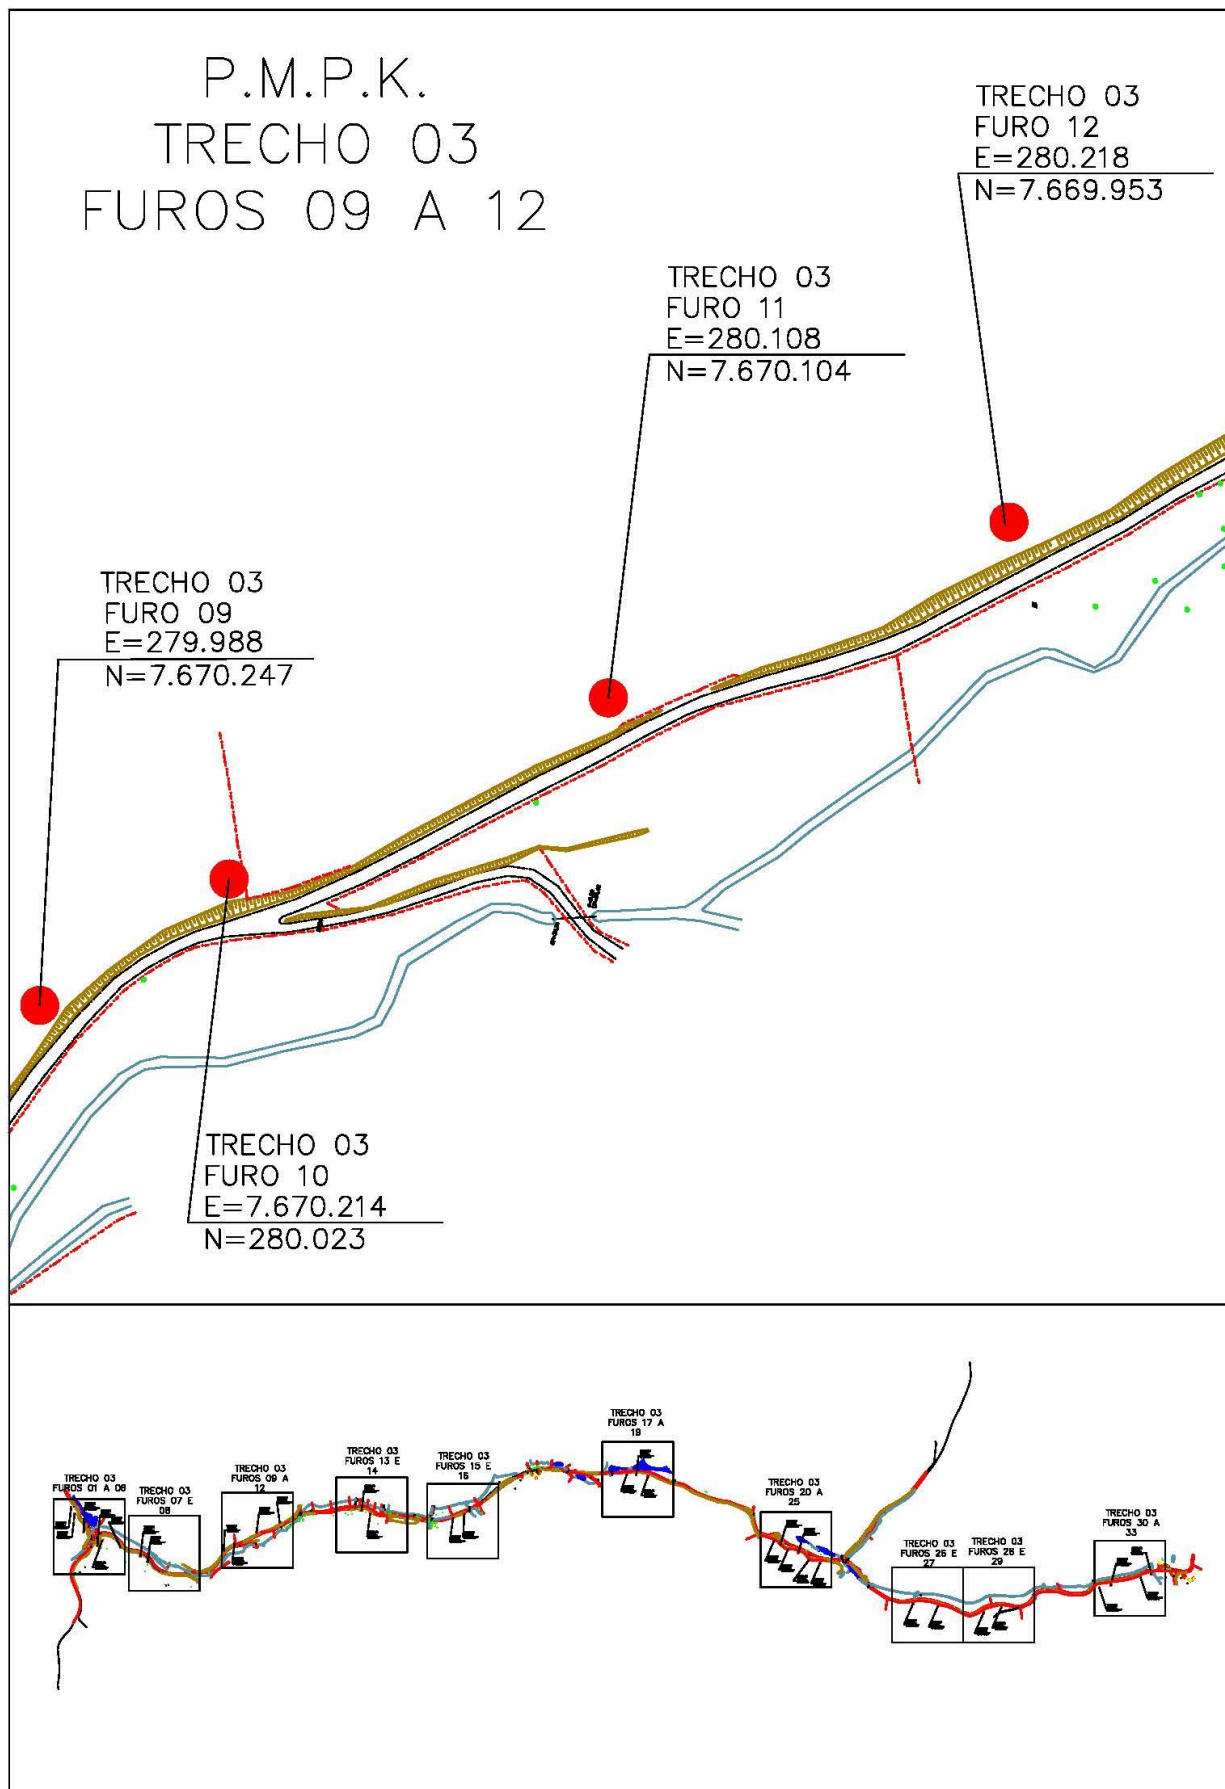 P.M.P.K.
TRECHO 03
FUROS 09 A 12
TRECHO 03
FURO 12
E=280.218
N=7.669.953
TRECHO 03
FURO 11
E=280.108
N=7.670.104
TRECHO 03
FURO 09
E=279.988
N=7.670.247
TRECHO 03
FURO 10
E=7.670.214
N=280.023
TRECHO 03
FUROS 01 A 06
TRECHO 03
FUROS 07 E
08
TRECHO 03
FUROS 09 A
12
TRECHO 03
FUROS 13 E
14
TRECHO 03
FUROS 15 E
16
TRECHO 03
FUROS 17 A
19
TRECHO 03
FUROS 20 A
25
TRECHO 03
FUROS 26 E
27
TRECHO 03
FUROS 28 E
29
TRECHO 03
FUROS 30 A
33